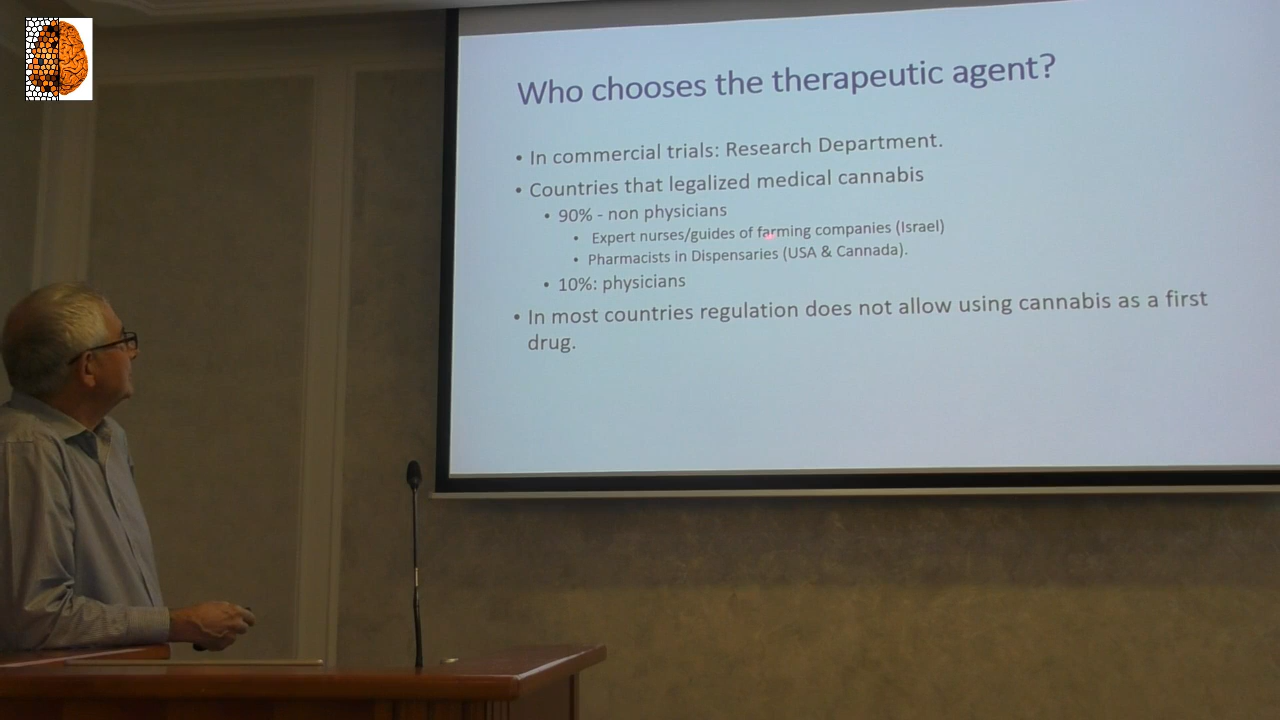 Who chooses the therapeutic agent?
• In commercial trials: Research Department.
• Countries that legalized medical cannabis
• 90% - non physicians
• Expert nurses/guides of farming companies (Israel)
• Pharmacists in Dispensaries (USA & Cannada).
• 10%: physicians
• In most countries regulation does not allow using cannabis as a first
drug.